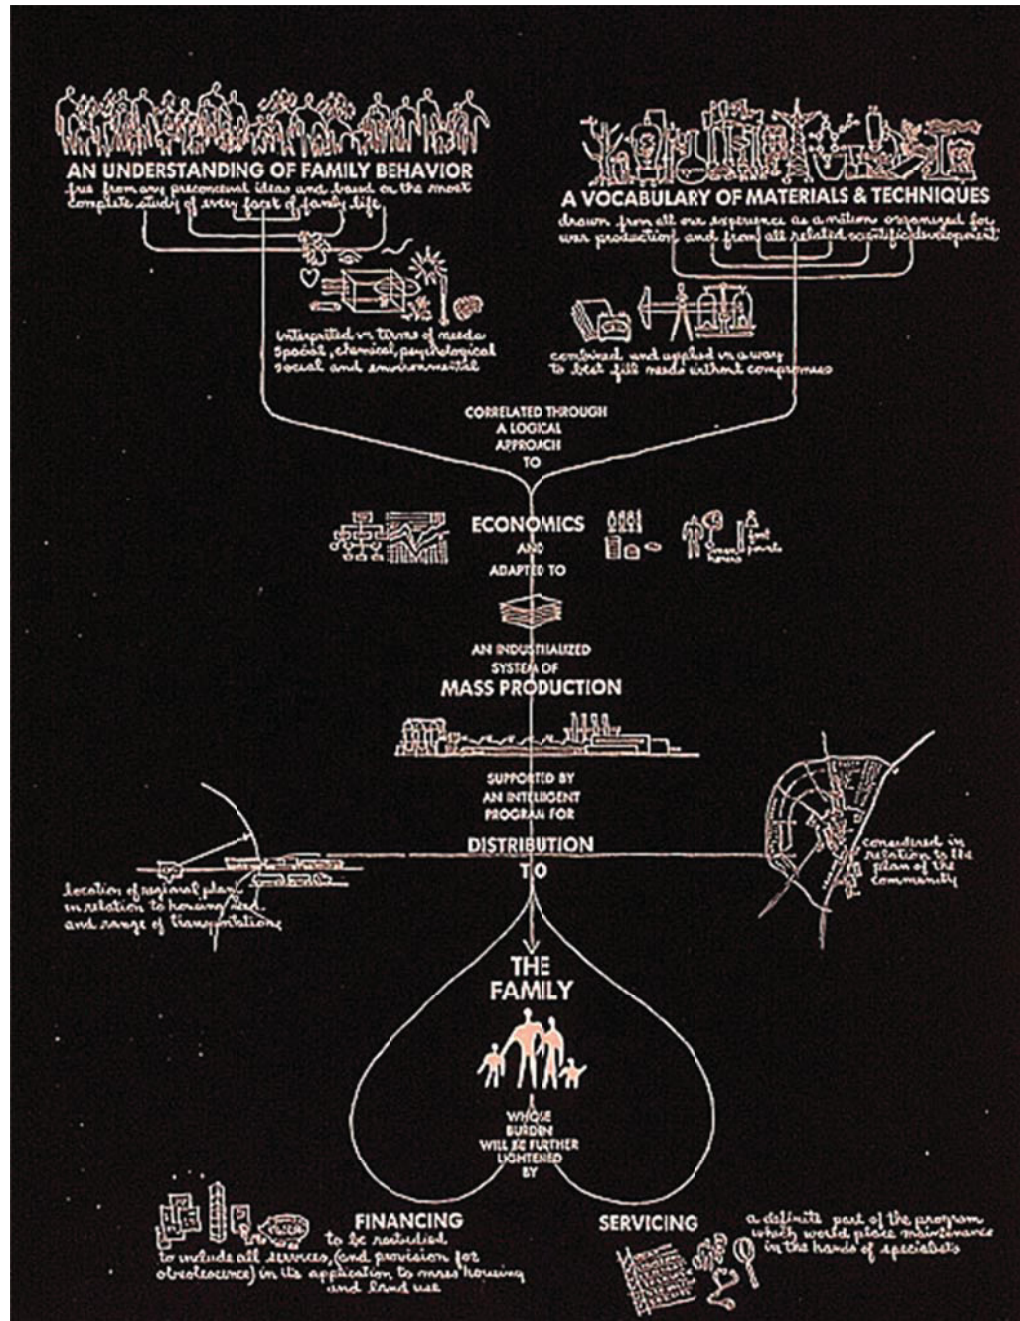 AN UNDERSTANDING OF FAMILY BEHAVIOR
free from any preconceived ideas and based on the most
complete study of every facet of family life
interpreted in terms of needs
spacial, chemical, psychological
social and environmental
A VOCABULARY OF MATERIALS & TECHNIQUES
drawn from all our experience as a nation organized for
war production and from all related scientific development
combined and applied in a way
to best fill needs without compromises
CORRELATED THROUGH
A LOGICAL
APPROACH
TO
ECONOMICS
man
hours
foot
pounds
AND
ADAPTED TO
AN INDUSTRIALIZED
SYSTEM OF
MASS PRODUCTION
SUPPORTED BY
AN INTELLIGENT
PROGRAM FOR
DISTRIBUTION
TO
location of regional plant
in relation to housing need
and range of transportation
considered in
relation to the
plan of the
community
THE
FAMILY
WHOSE
BURDEN
WILL BE FURTHER
LIGHTENED
BY
FINANCING
to be restudied
to include all services, (and provision for
obsolescence) in its application to mass housing
and land use
SERVICING
a definite part of the program
which would place maintenance
in the hands of specialists